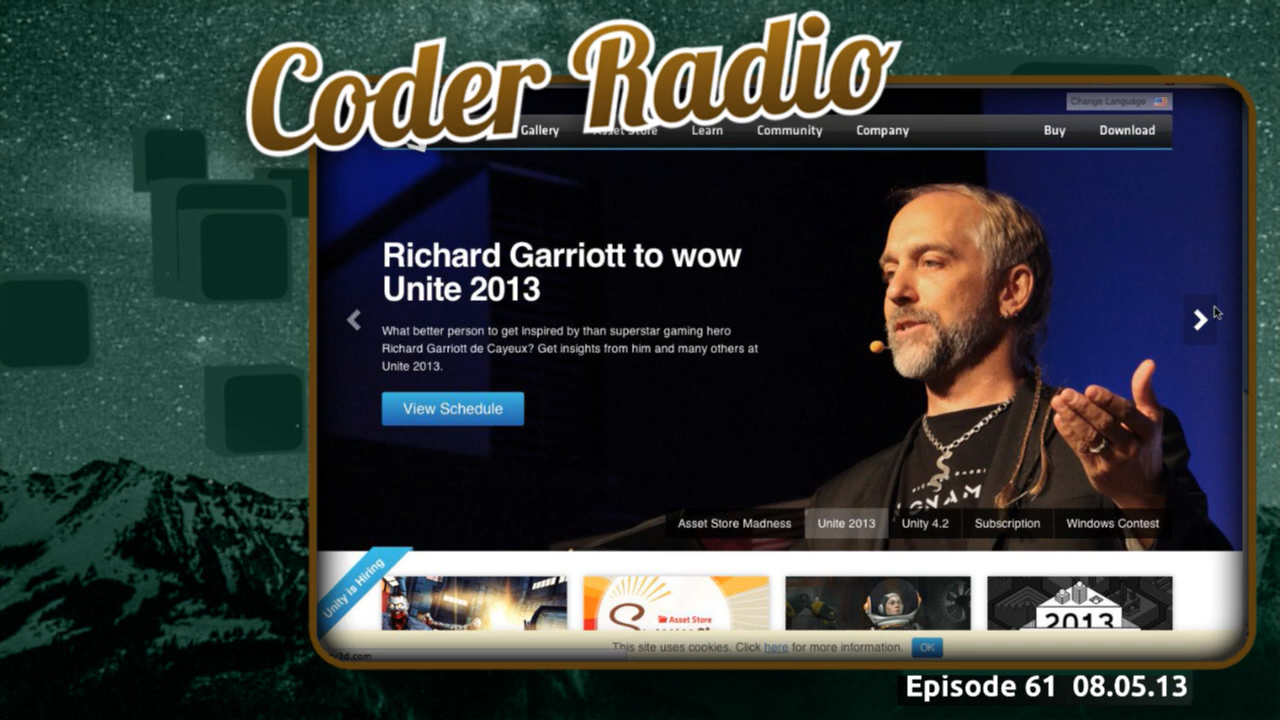 Coder Radio
Change Language
Gallery
Asset Store
Learn
Community
Company
Buy
Download
Richard Garriott to wow
Unite 2013
What better person to get inspired by than superstar gaming hero
Richard Garriott de Cayeux? Get insights from him and many others at
Unite 2013.
View Schedule
Asset Store Madness
Unite 2013
Unity 4.2
Subscription
Windows Contest
Unity is Hiring
Asset Store
2013
This site uses cookies. Click here for more information.
OK
Episode 61 08.05.13